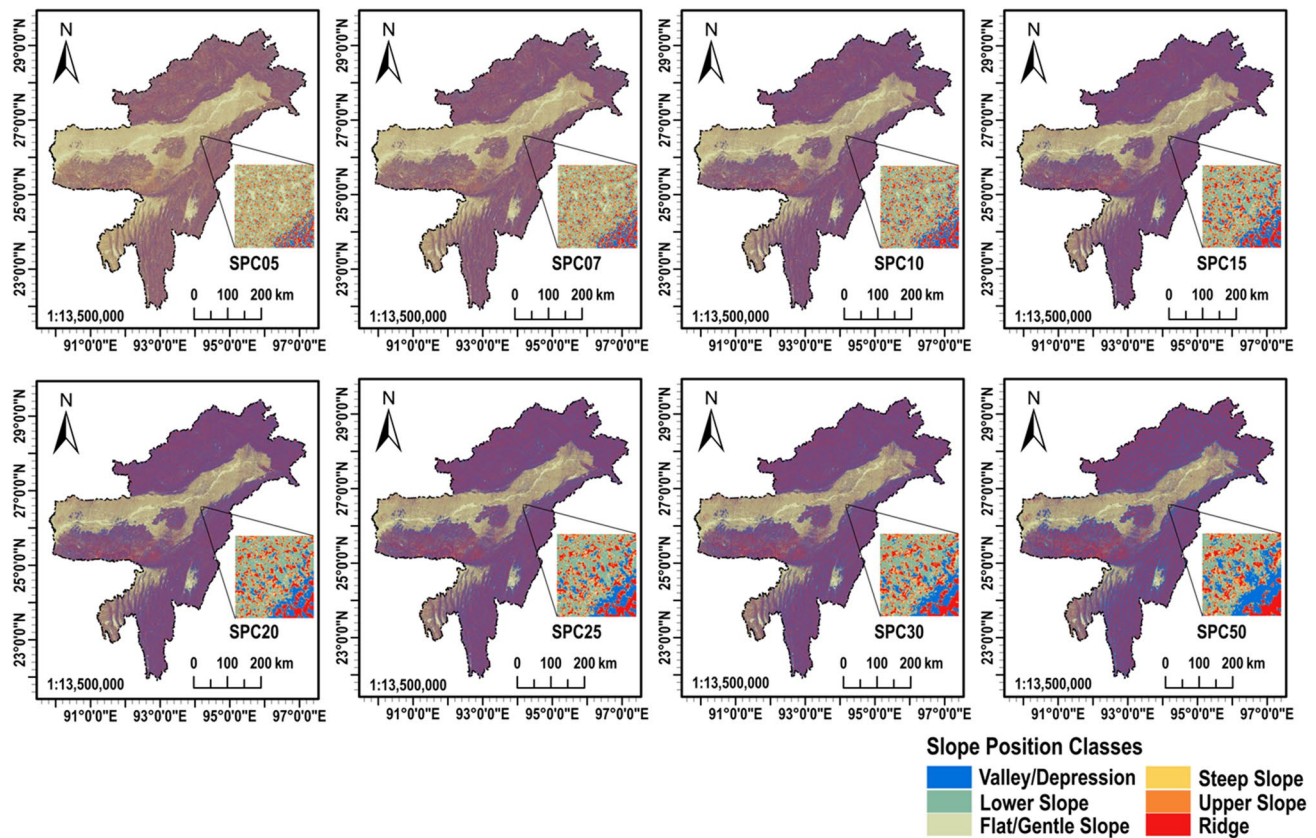 N N N N
29°0'0"N 29°0'0"N 29°0'0"N 29°0'0"N
27°0'0"N 27°0'0"N 27°0'0"N 27°0'0"N
25°0'0"N 25°0'0"N 25°0'0"N 25°0'0"N
23°0'0"N 23°0'0"N 23°0'0"N 23°0'0"N
SPC05 SPC07 SPC10 SPC15
0 100 200 km 0 100 200 km 0 100 200 km 0 100 200 km
1:13,500,000 1:13,500,000 1:13,500,000 1:13,500,000
91°0'0"E 93°0'0"E 95°0'0"E 97°0'0"E 91°0'0"E 93°0'0"E 95°0'0"E 97°0'0"E 91°0'0"E 93°0'0"E 95°0'0"E 97°0'0"E 91°0'0"E 93°0'0"E 95°0'0"E 97°0'0"E
N N N N
29°0'0"N 29°0'0"N 29°0'0"N 29°0'0"N
27°0'0"N 27°0'0"N 27°0'0"N 27°0'0"N
25°0'0"N 25°0'0"N 25°0'0"N 25°0'0"N
23°0'0"N 23°0'0"N 23°0'0"N 23°0'0"N
SPC20 SPC25 SPC30 SPC50
0 100 200 km 0 100 200 km 0 100 200 km 0 100 200 km
1:13,500,000 1:13,500,000 1:13,500,000 1:13,500,000
91°0'0"E 93°0'0"E 95°0'0"E 97°0'0"E 91°0'0"E 93°0'0"E 95°0'0"E 97°0'0"E 91°0'0"E 93°0'0"E 95°0'0"E 97°0'0"E 91°0'0"E 93°0'0"E 95°0'0"E 97°0'0"E
Slope Position Classes
Valley/Depression Steep Slope
Lower Slope Upper Slope
Flat/Gentle Slope Ridge